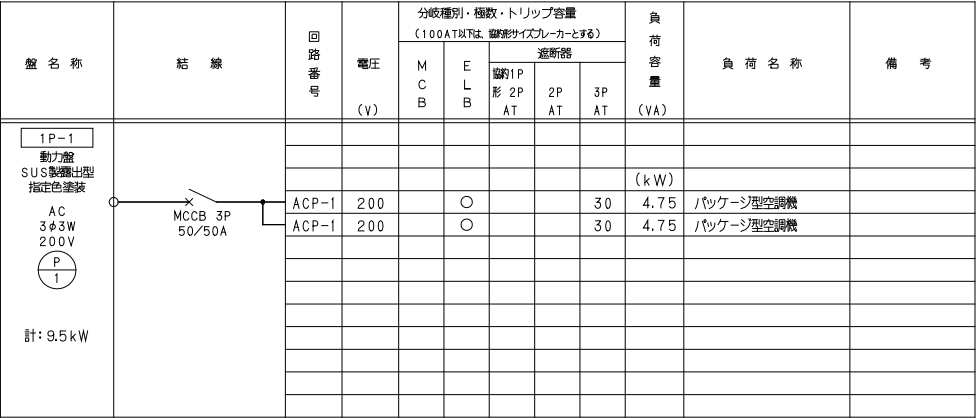 盤名称
結線
回路番号
電圧
(V)
分岐種別・極数・トリップ容量
(100AT以下は、協約形サイズブレーカーとする)
MCB
ELB
遮断器
協約1P
形 2P
AT
2P
AT
3P
AT
負荷容量
(VA)
負荷名称
備考
1P-1
動力盤
SUS製露出型
指定色塗装
AC
3φ3W
200V
P
1
計:9.5kW
MCCB 3P
50/50A
(kW)
ACP-1 200 ○ 30 4.75 パッケージ型空調機
ACP-1 200 ○ 30 4.75 パッケージ型空調機